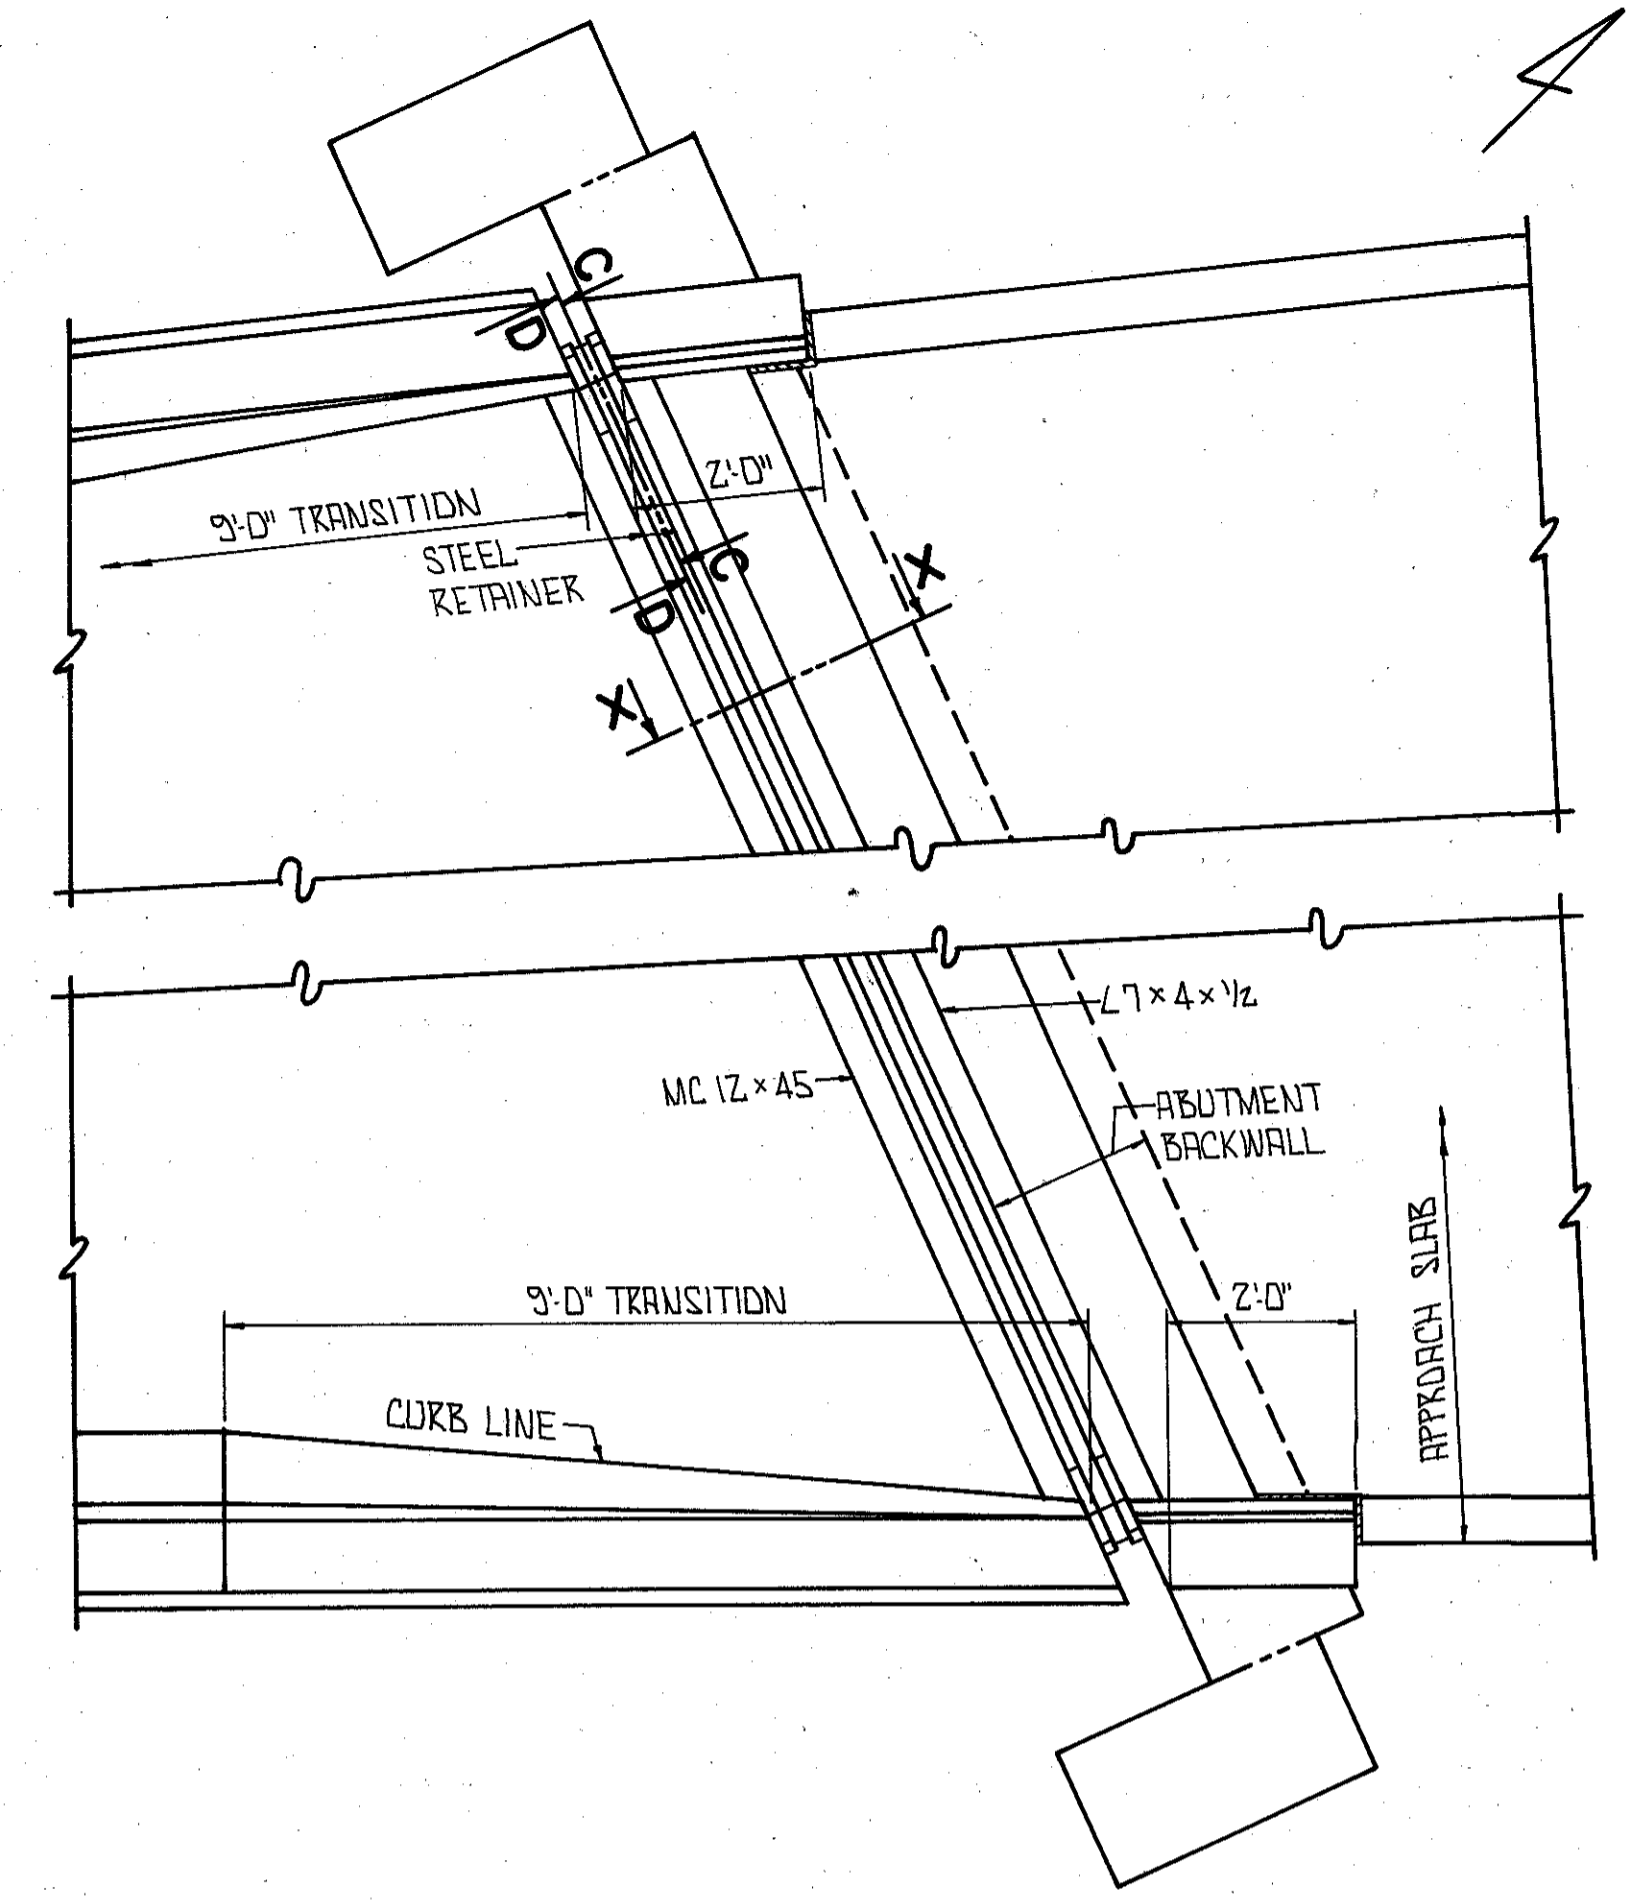 C
D
2'-0"
9'-0" TRANSITION
STEEL
RETAINER
C
D
X
X
L 7 × 4 × 1/2
MC 12 × 45
ABUTMENT
BACKWALL
9'-0" TRANSITION
2'-0"
APPROACH SLAB
CURB LINE